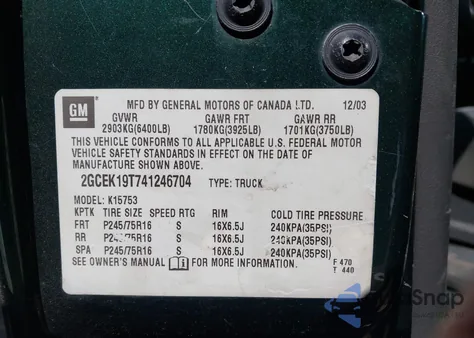 GM
MFD BY GENERAL MOTORS OF CANADA LTD. 12/03
GVWR GAWR FRT GAWR RR
2903KG(6400LB) 1780KG(3925LB) 1701KG(3750LB)
THIS VEHICLE CONFORMS TO ALL APPLICABLE U.S. FEDERAL MOTOR
VEHICLE SAFETY STANDARDS IN EFFECT ON THE DATE OF
MANUFACTURE SHOWN ABOVE.
2GCEK19T741246704 TYPE: TRUCK
MODEL: K15753
KPTK TIRE SIZE SPEED RTG RIM COLD TIRE PRESSURE
FRT P245/75R16 S 16X6.5J 240KPA(35PSI)
RR 75R16 S 16X6.5J 240KPA(35PSI)
SPA P245/75R16 S 16X6.5J 240KPA(35PSI)
SEE OWNER'S MANUAL FOR MORE INFORMATION. F 470
T 440